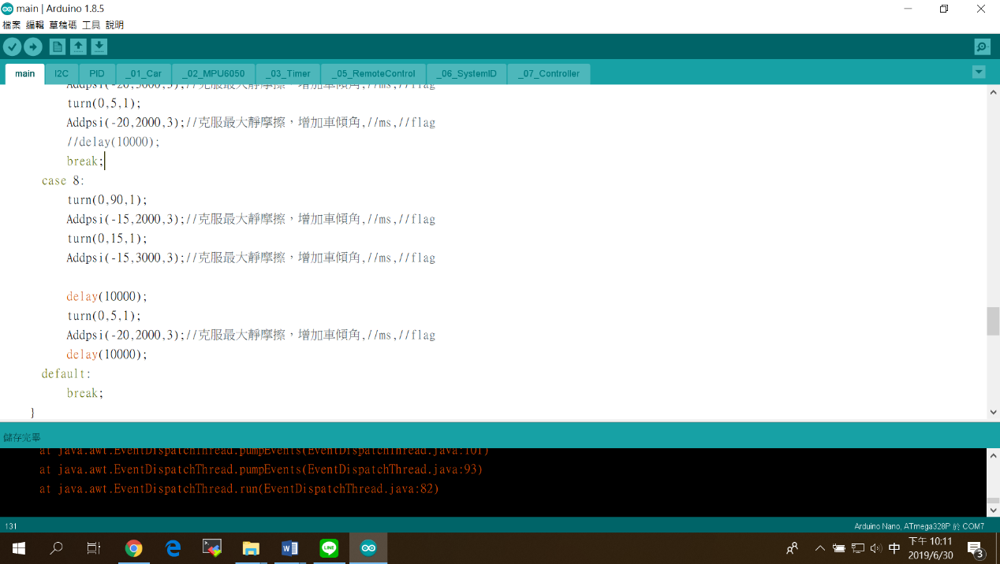 main | Arduino 1.8.5
檔案 編輯 草稿碼 工具 說明
main I2C PID _01_Car _02_MPU6050 _03_Timer _05_RemoteControl _06_SystemID _07_Controller
Addpsi(-20,3000,3);//克服最大靜摩擦，增加車傾角,//ms,//flag
turn(0,5,1);
Addpsi(-20,2000,3);//克服最大靜摩擦，增加車傾角,//ms,//flag
//delay(10000);
break;
case 8:
turn(0,90,1);
Addpsi(-15,2000,3);//克服最大靜摩擦，增加車傾角,//ms,//flag
turn(0,15,1);
Addpsi(-15,3000,3);//克服最大靜摩擦，增加車傾角,//ms,//flag
delay(10000);
turn(0,5,1);
Addpsi(-20,2000,3);//克服最大靜摩擦，增加車傾角,//ms,//flag
delay(10000);
default:
break;
}
儲存完畢
at java.awt.EventDispatchThread.pumpEvents(EventDispatchThread.java:101)
at java.awt.EventDispatchThread.pumpEvents(EventDispatchThread.java:93)
at java.awt.EventDispatchThread.run(EventDispatchThread.java:82)
131 Arduino Nano, ATmega328P 於 COM7
LINE
中
下午 10:11
2019/6/30
3